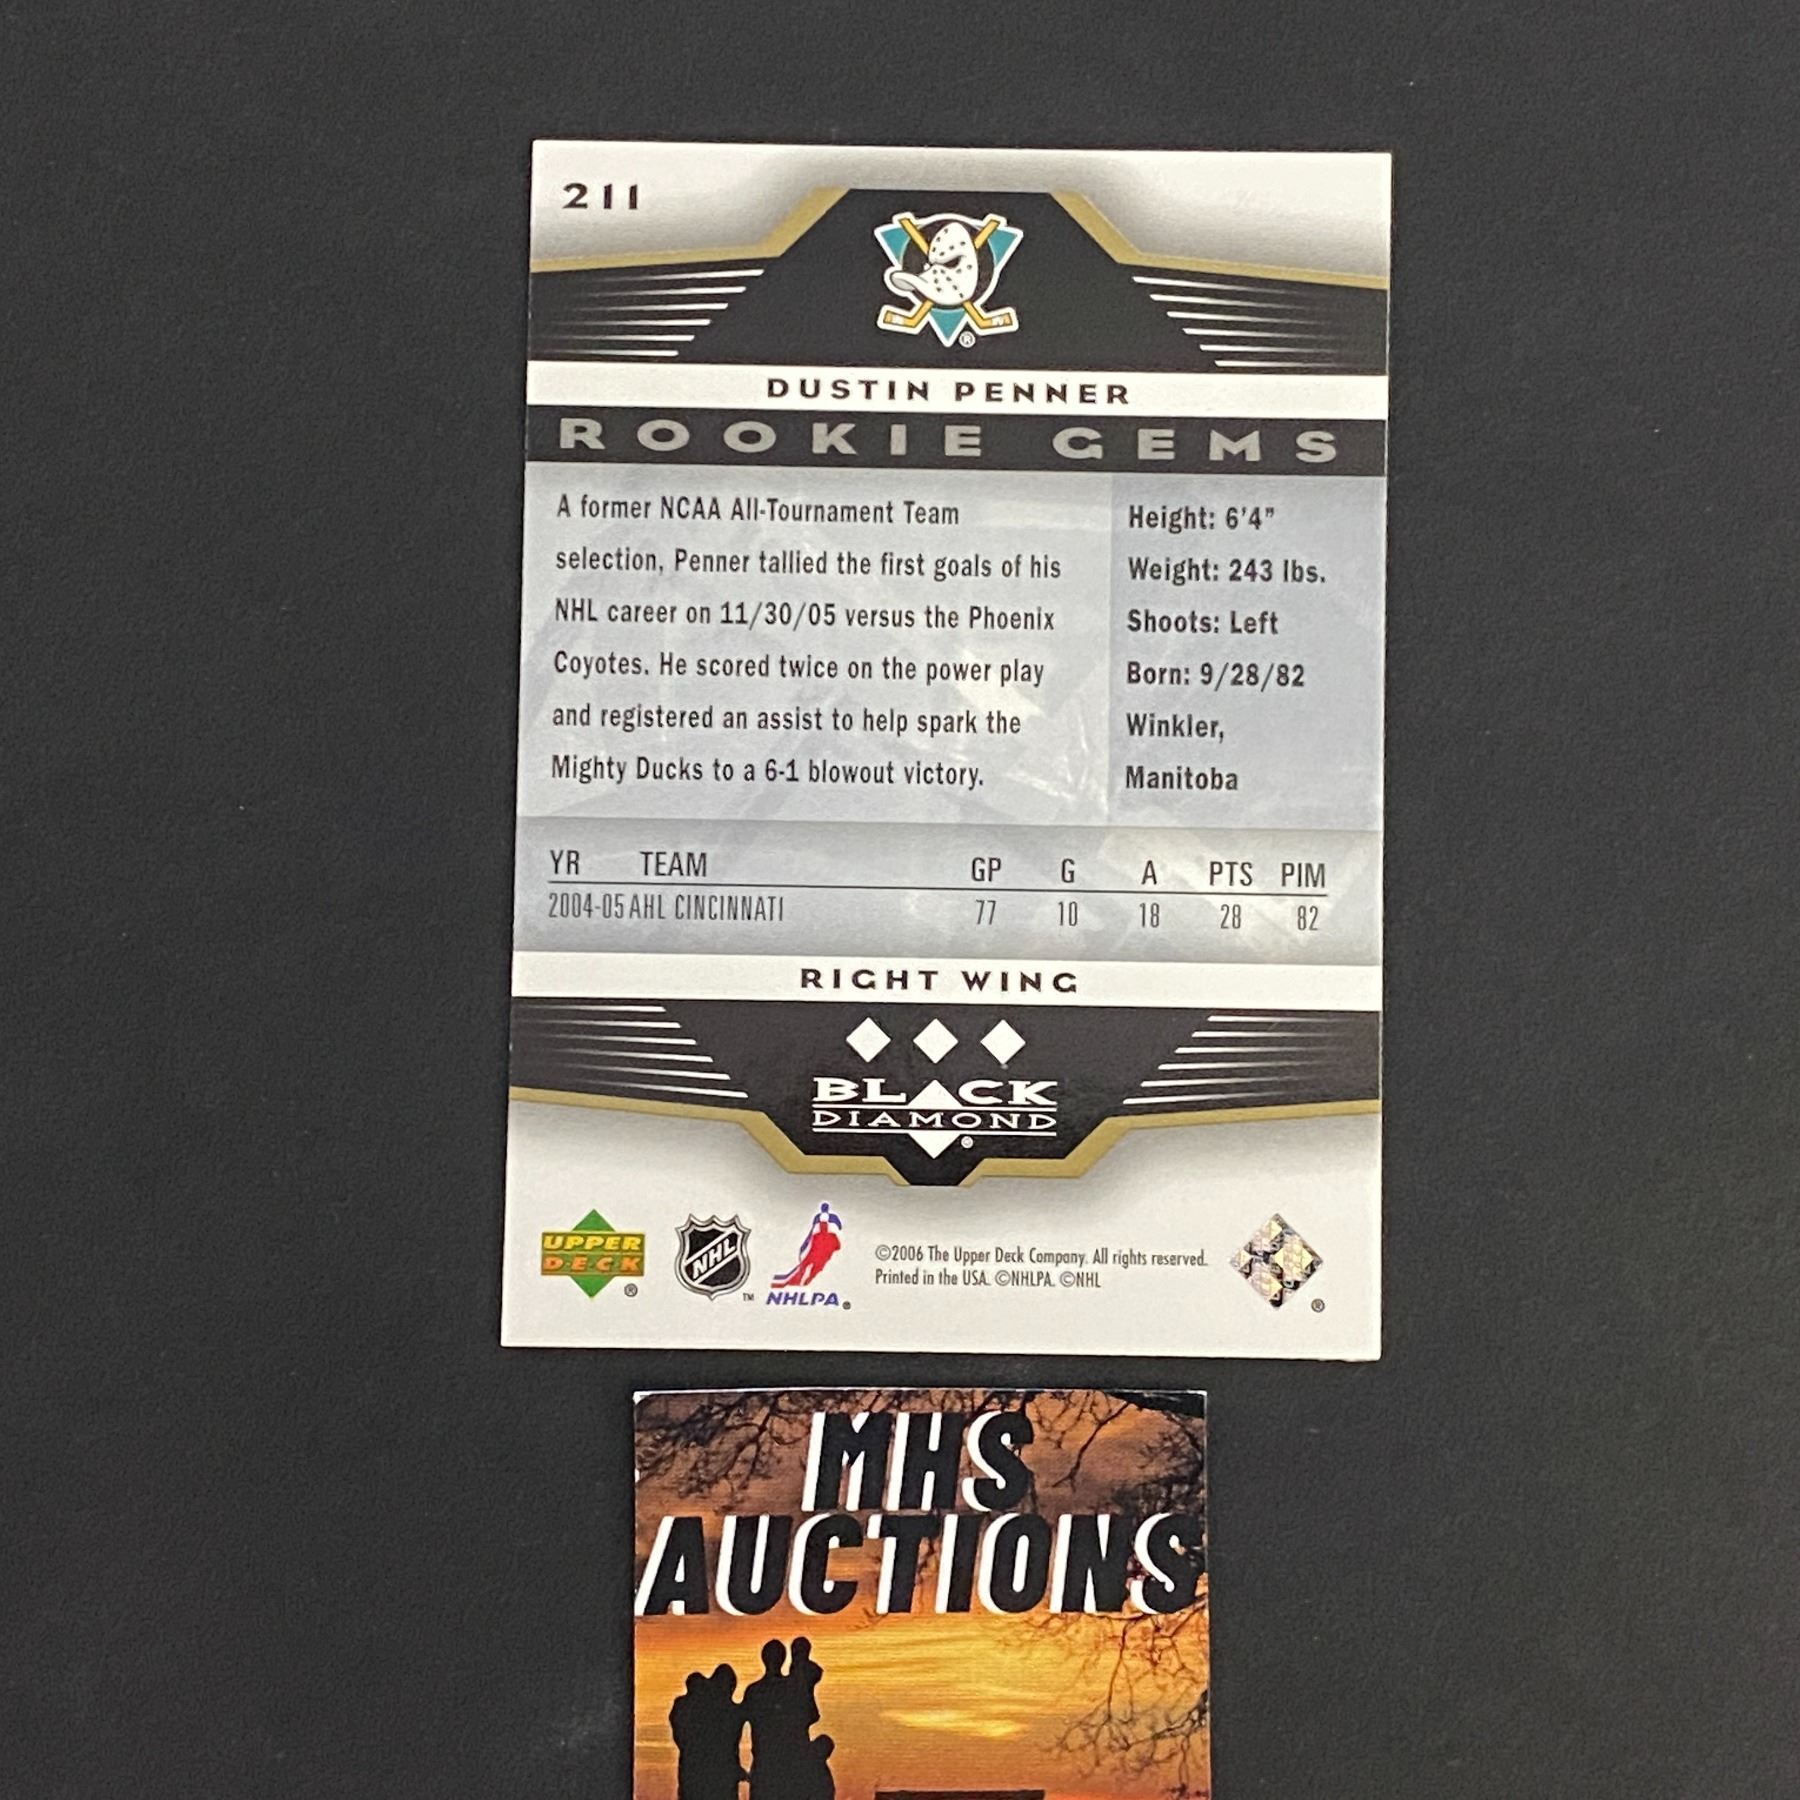 211
®
DUSTIN PENNER
ROOKIE GEMS
A former NCAA All-Tournament Team
selection, Penner tallied the first goals of his
NHL career on 11/30/05 versus the Phoenix
Coyotes. He scored twice on the power play
and registered an assist to help spark the
Mighty Ducks to a 6-1 blowout victory.
Height: 6'4"
Weight: 243 lbs.
Shoots: Left
Born: 9/28/82
Winkler,
Manitoba
YR TEAM GP G A PTS PIM
2004-05 AHL CINCINNATI 77 10 18 28 82
RIGHT WING
BLACK
DIAMOND
®
UPPER
DECK
®
NHL
TM
NHLPA®
©2006 The Upper Deck Company. All rights reserved.
Printed in the USA. ©NHLPA. ©NHL
®
MHS
AUCTIONS